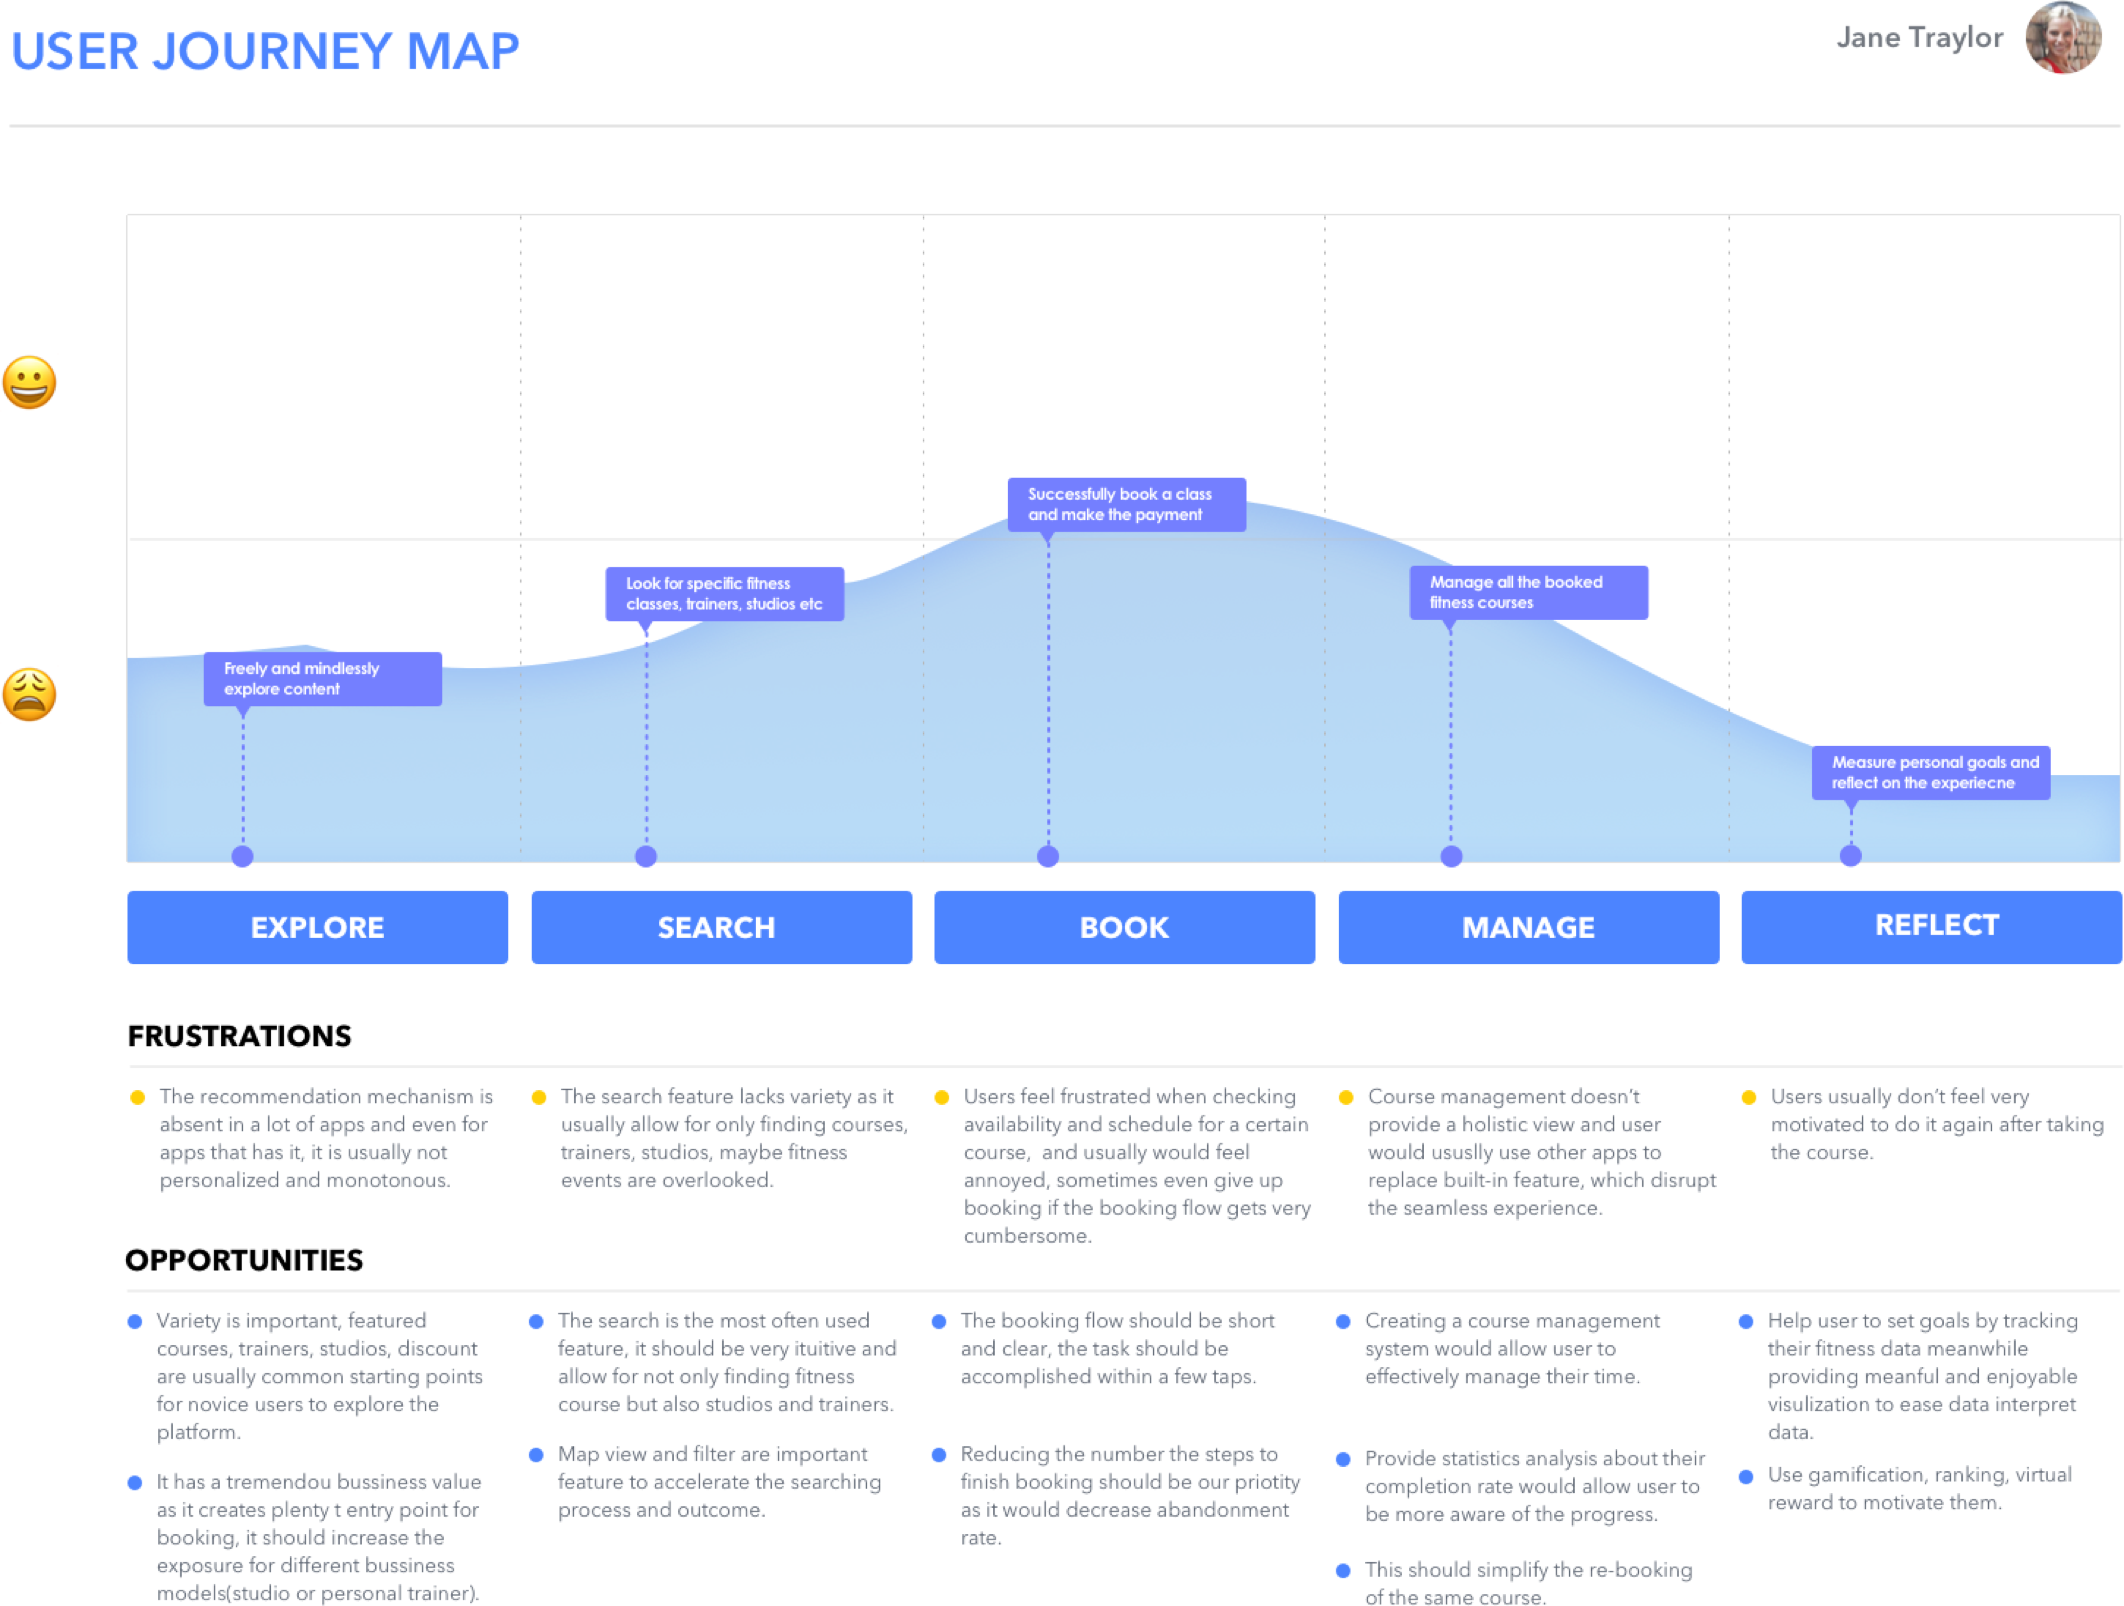 USER JOURNEY MAP
Jane Traylor
Freely and mindlessly
explore content
Look for specific fitness
classes, trainers, studios etc
Successfully book a class
and make the payment
Manage all the booked
fitness courses
Measure personal goals and
reflect on the experiecne
EXPLORE
SEARCH
BOOK
MANAGE
REFLECT
FRUSTRATIONS
The recommendation mechanism is
absent in a lot of apps and even for
apps that has it, it is usually not
personalized and monotonous.
The search feature lacks variety as it
usually allow for only finding courses,
trainers, studios, maybe fitness
events are overlooked.
Users feel frustrated when checking
availability and schedule for a certain
course, and usually would feel
annoyed, sometimes even give up
booking if the booking flow gets very
cumbersome.
Course management doesn't
provide a holistic view and user
would ususlly use other apps to
replace built-in feature, which disrupt
the seamless experience.
Users usually don't feel very
motivated to do it again after taking
the course.
OPPORTUNITIES
Variety is important, featured
courses, trainers, studios, discount
are usually common starting points
for novice users to explore the
platform.
It has a tremendou bussiness value
as it creates plenty t entry point for
booking, it should increase the
exposure for different bussiness
models(studio or personal trainer).
The search is the most often used
feature, it should be very ituitive and
allow for not only finding fitness
course but also studios and trainers.
Map view and filter are important
feature to accelerate the searching
process and outcome.
The booking flow should be short
and clear, the task should be
accomplished within a few taps.
Reducing the number the steps to
finish booking should be our priotity
as it would decrease abandonment
rate.
Creating a course management
system would allow user to
effectively manage their time.
Provide statistics analysis about their
completion rate would allow user to
be more aware of the progress.
This should simplify the re-booking
of the same course.
Help user to set goals by tracking
their fitness data meanwhile
providing meanful and enjoyable
visulization to ease data interpret
data.
Use gamification, ranking, virtual
reward to motivate them.